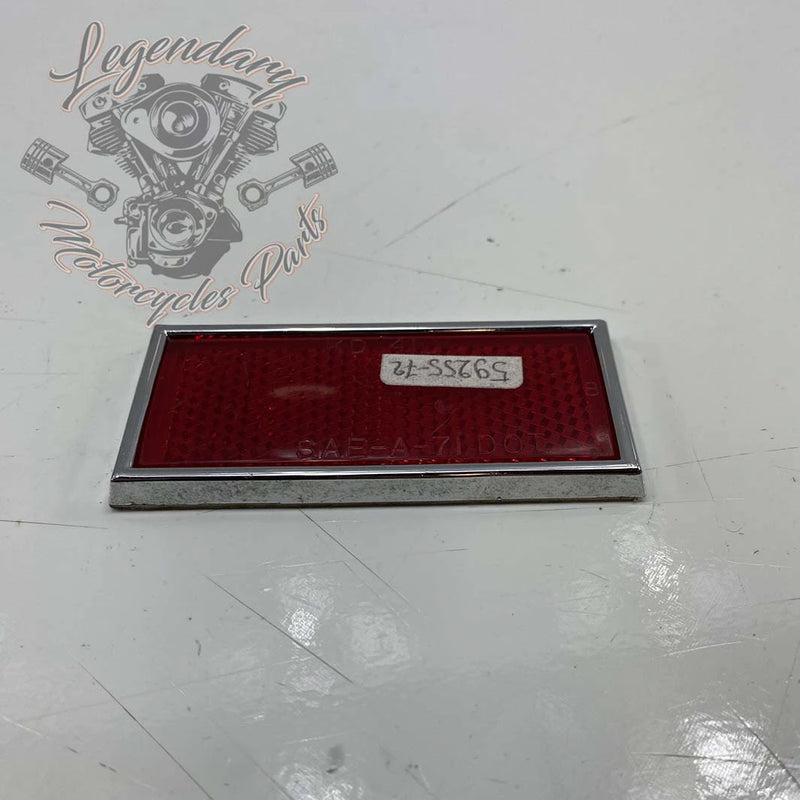 Legendary
Motorcycles Parts
59255-72
SAE-A-71 DOT